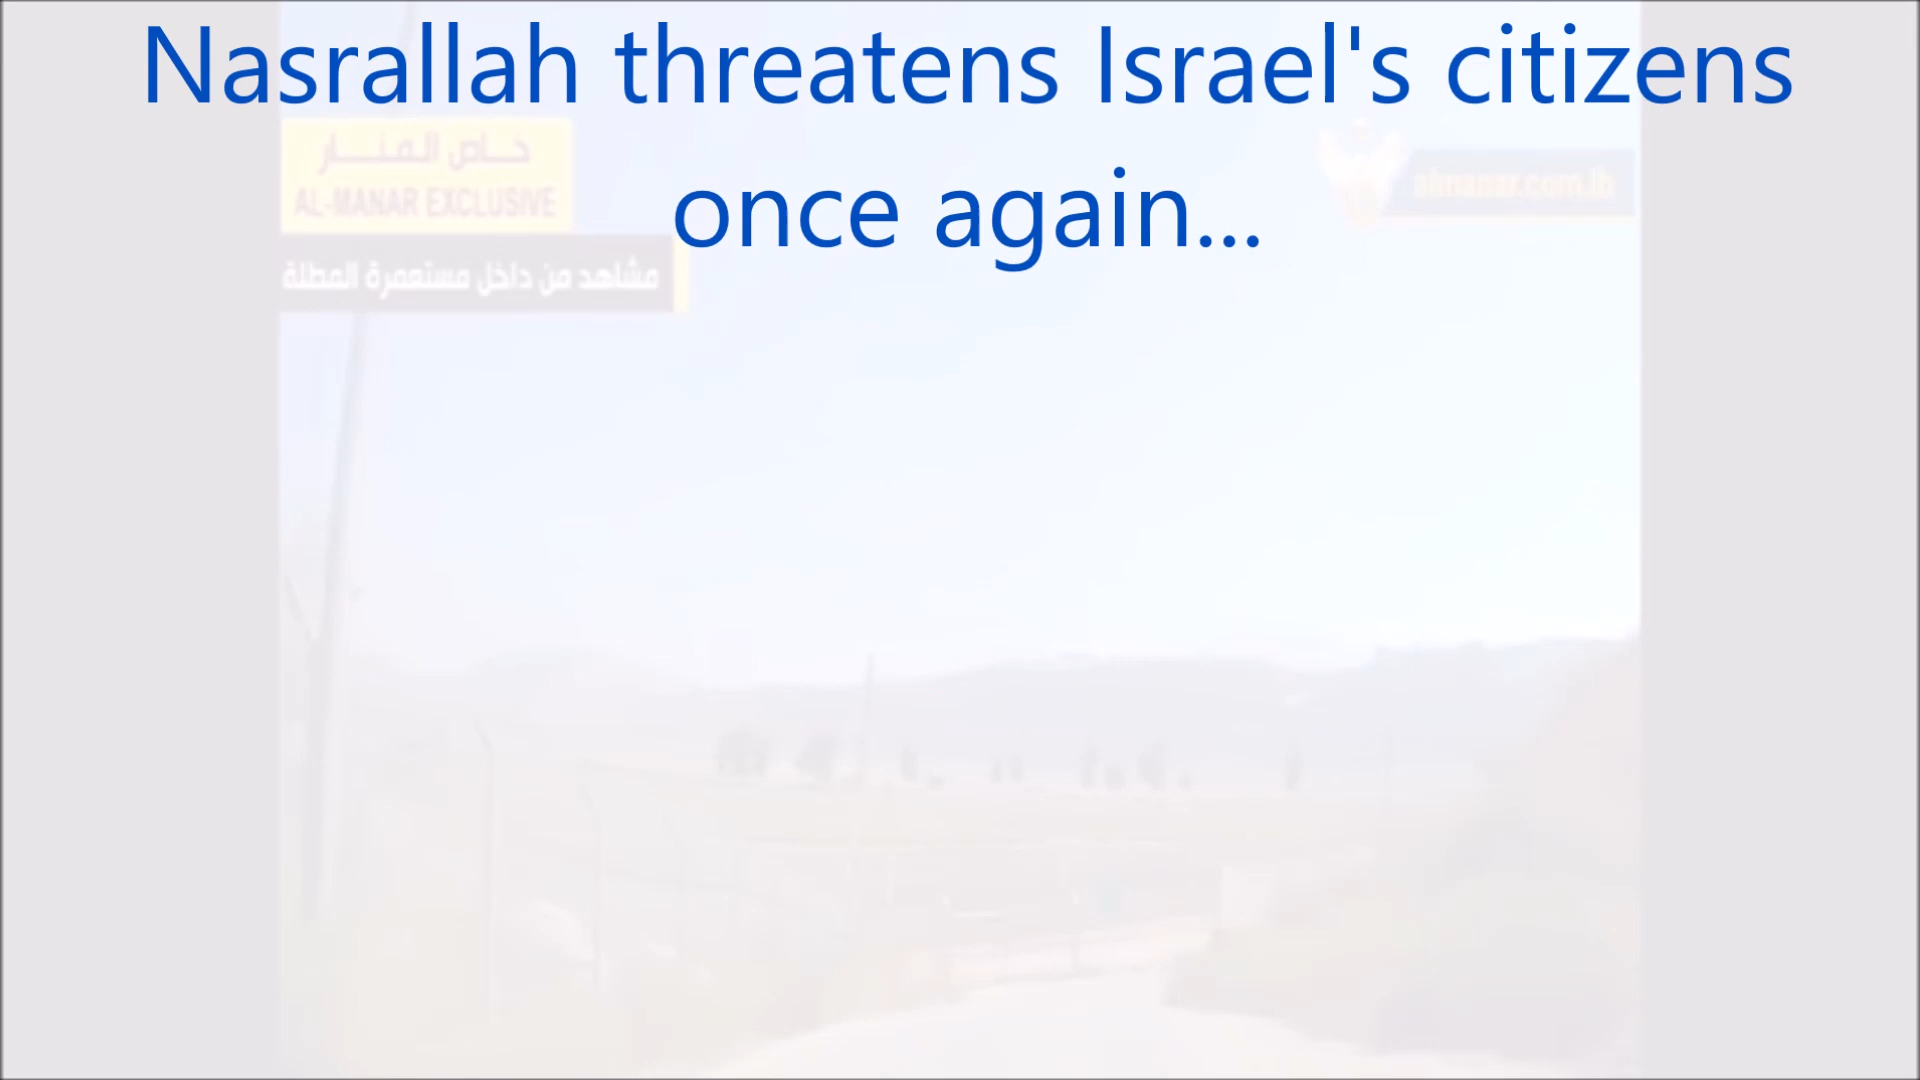 Nasrallah threatens Israel's citizens
once again...
خاص المنار
AL-MANAR EXCLUSIVE
almanar.com.lb
مشاهد من داخل مستعمرة المطلة